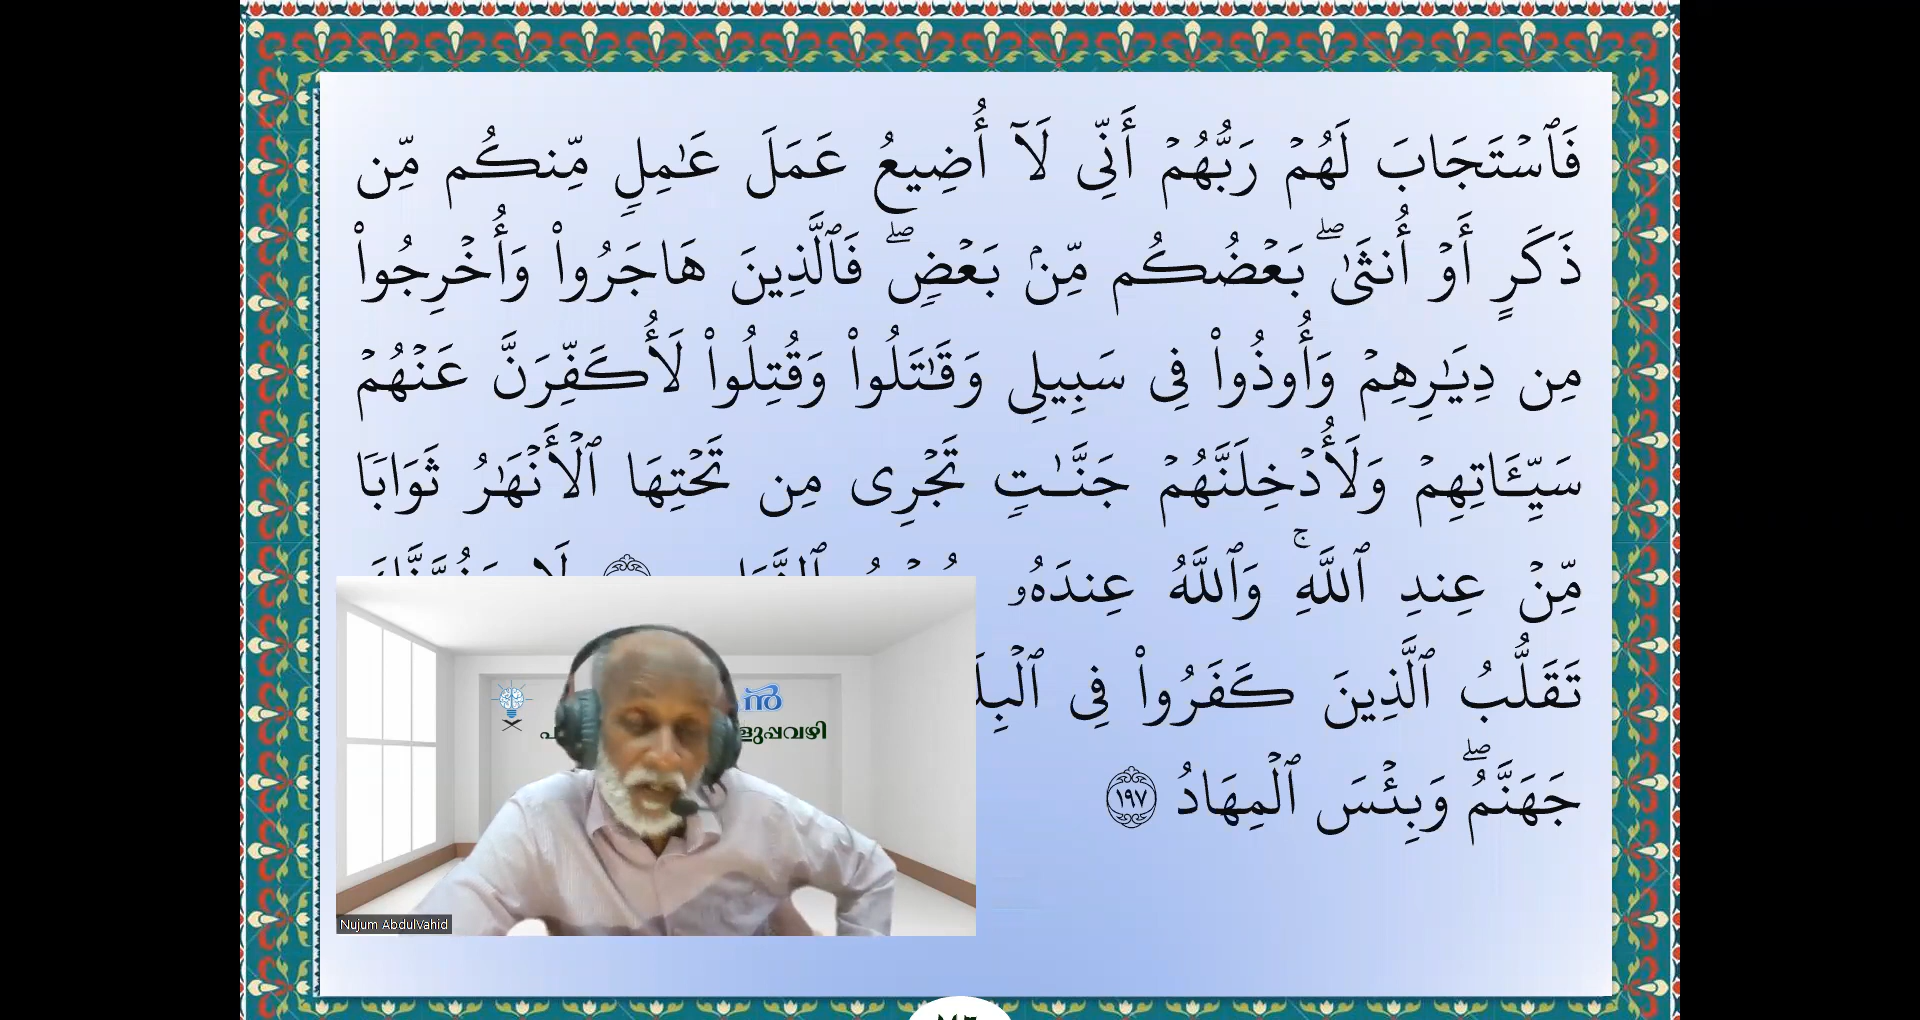 فَٱسۡتَجَابَ لَهُمۡ رَبُّهُمۡ أَنِّي لَآ أُضِيعُ عَمَلَ عَٰمِلٖ مِّنكُم مِّن
ذَكَرٍ أَوۡ أُنثَىٰۖ بَعۡضُكُم مِّنۢ بَعۡضٖۖ فَٱلَّذِينَ هَاجَرُواْ وَأُخۡرِجُواْ
مِن دِيَٰرِهِمۡ وَأُوذُواْ فِي سَبِيلِي وَقَٰتَلُواْ وَقُتِلُواْ لَأُكَفِّرَنَّ عَنۡهُمۡ
سَيِّـَٔاتِهِمۡ وَلَأُدۡخِلَنَّهُمۡ جَنَّٰتٖ تَجۡرِي مِن تَحۡتِهَا ٱلۡأَنۡهَٰرُ ثَوَابٗا
مِّنۡ عِندِ ٱللَّهِۚ وَٱللَّهُ عِندَهُۥ
تَقَلُّبُ ٱلَّذِينَ كَفَرُواْ فِي
جَهَنَّمُۖ وَبِئۡسَ ٱلۡمِهَادُ ١٩٧
Nujum AbdulVahid